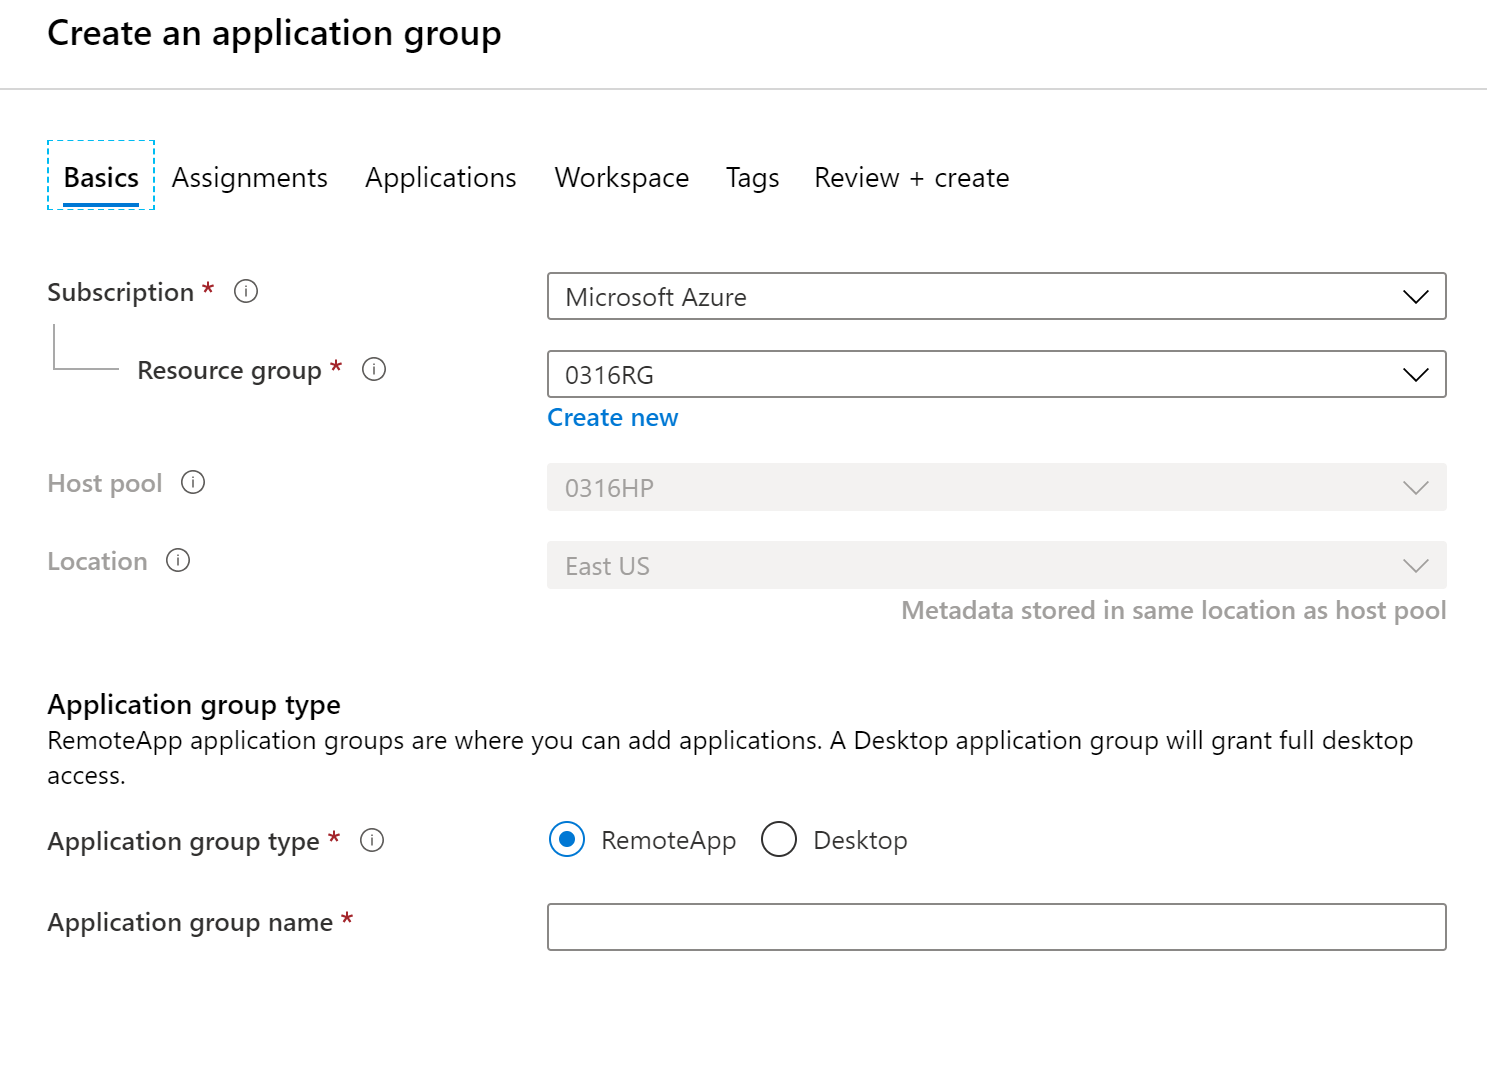 Create an application group
Basics Assignments Applications Workspace Tags Review + create
Subscription * Microsoft Azure
Resource group * 0316RG
Create new
Host pool 0316HP
Location East US
Metadata stored in same location as host pool
Application group type
RemoteApp application groups are where you can add applications. A Desktop application group will grant full desktop
access.
Application group type * RemoteApp Desktop
Application group name *